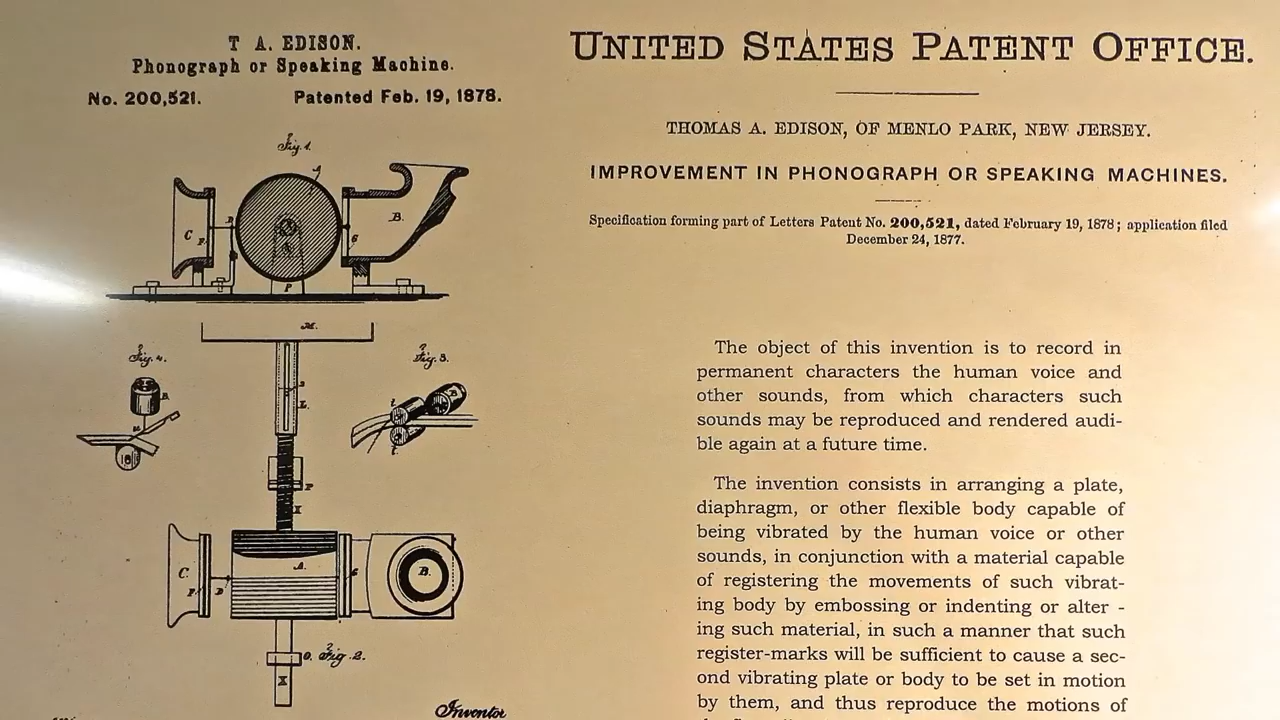 T A. EDISON.
Phonograph or Speaking Machine.
No. 200,521.
Patented Feb. 19, 1878.
Fig. 1.
C
F
B.
G
P
M.
Fig. 4.
B.
Fig. 3.
L.
t
t
P
X
C.
F
D
A.
G
B.
O.
Fig. 2.
X
Inventor
UNITED STATES PATENT OFFICE.
THOMAS A. EDISON, OF MENLO PARK, NEW JERSEY.
IMPROVEMENT IN PHONOGRAPH OR SPEAKING MACHINES.
Specification forming part of Letters Patent No. 200,521, dated February 19, 1878; application filed
December 24, 1877.
The object of this invention is to record in
permanent characters the human voice and
other sounds, from which characters such
sounds may be reproduced and rendered audi-
ble again at a future time.
The invention consists in arranging a plate,
diaphragm, or other flexible body capable of
being vibrated by the human voice or other
sounds, in conjunction with a material capable
of registering the movements of such vibrat-
ing body by embossing or indenting or alter -
ing such material, in such a manner that such
register-marks will be sufficient to cause a sec-
ond vibrating plate or body to be set in motion
by them, and thus reproduce the motions of